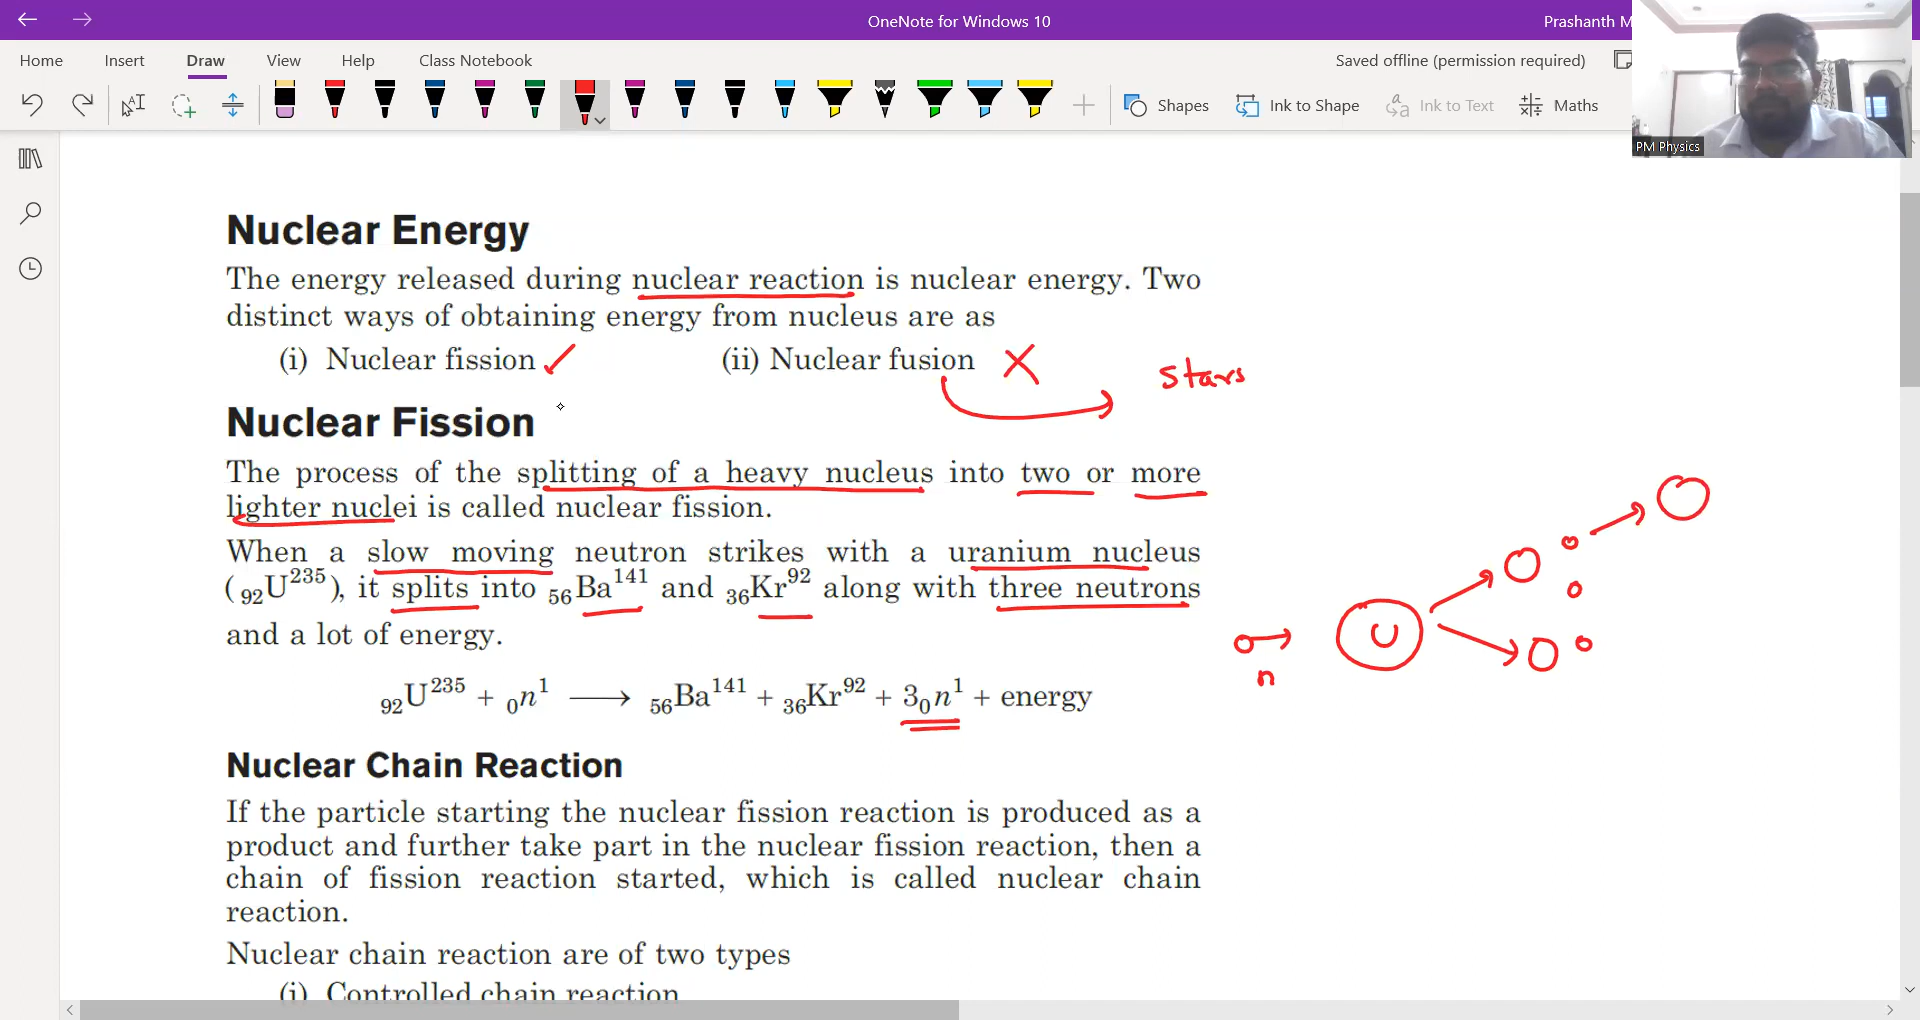 OneNote for Windows 10
Prashanth M
Home Insert Draw View Help Class Notebook
Saved offline (permission required)
Shapes Ink to Shape Ink to Text Maths
PM Physics
Nuclear Energy
The energy released during nuclear reaction is nuclear energy. Two
distinct ways of obtaining energy from nucleus are as
(i) Nuclear fission (ii) Nuclear fusion
stars
Nuclear Fission
The process of the splitting of a heavy nucleus into two or more
lighter nuclei is called nuclear fission.
When a slow moving neutron strikes with a uranium nucleus
(₉₂U²³⁵), it splits into ₅₆Ba¹⁴¹ and ₃₆Kr⁹² along with three neutrons
and a lot of energy.
U
n
₉₂U²³⁵ + ₀n¹ ⟶ ₅₆Ba¹⁴¹ + ₃₆Kr⁹² + 3₀n¹ + energy
Nuclear Chain Reaction
If the particle starting the nuclear fission reaction is produced as a
product and further take part in the nuclear fission reaction, then a
chain of fission reaction started, which is called nuclear chain
reaction.
Nuclear chain reaction are of two types
(i) Controlled chain reaction